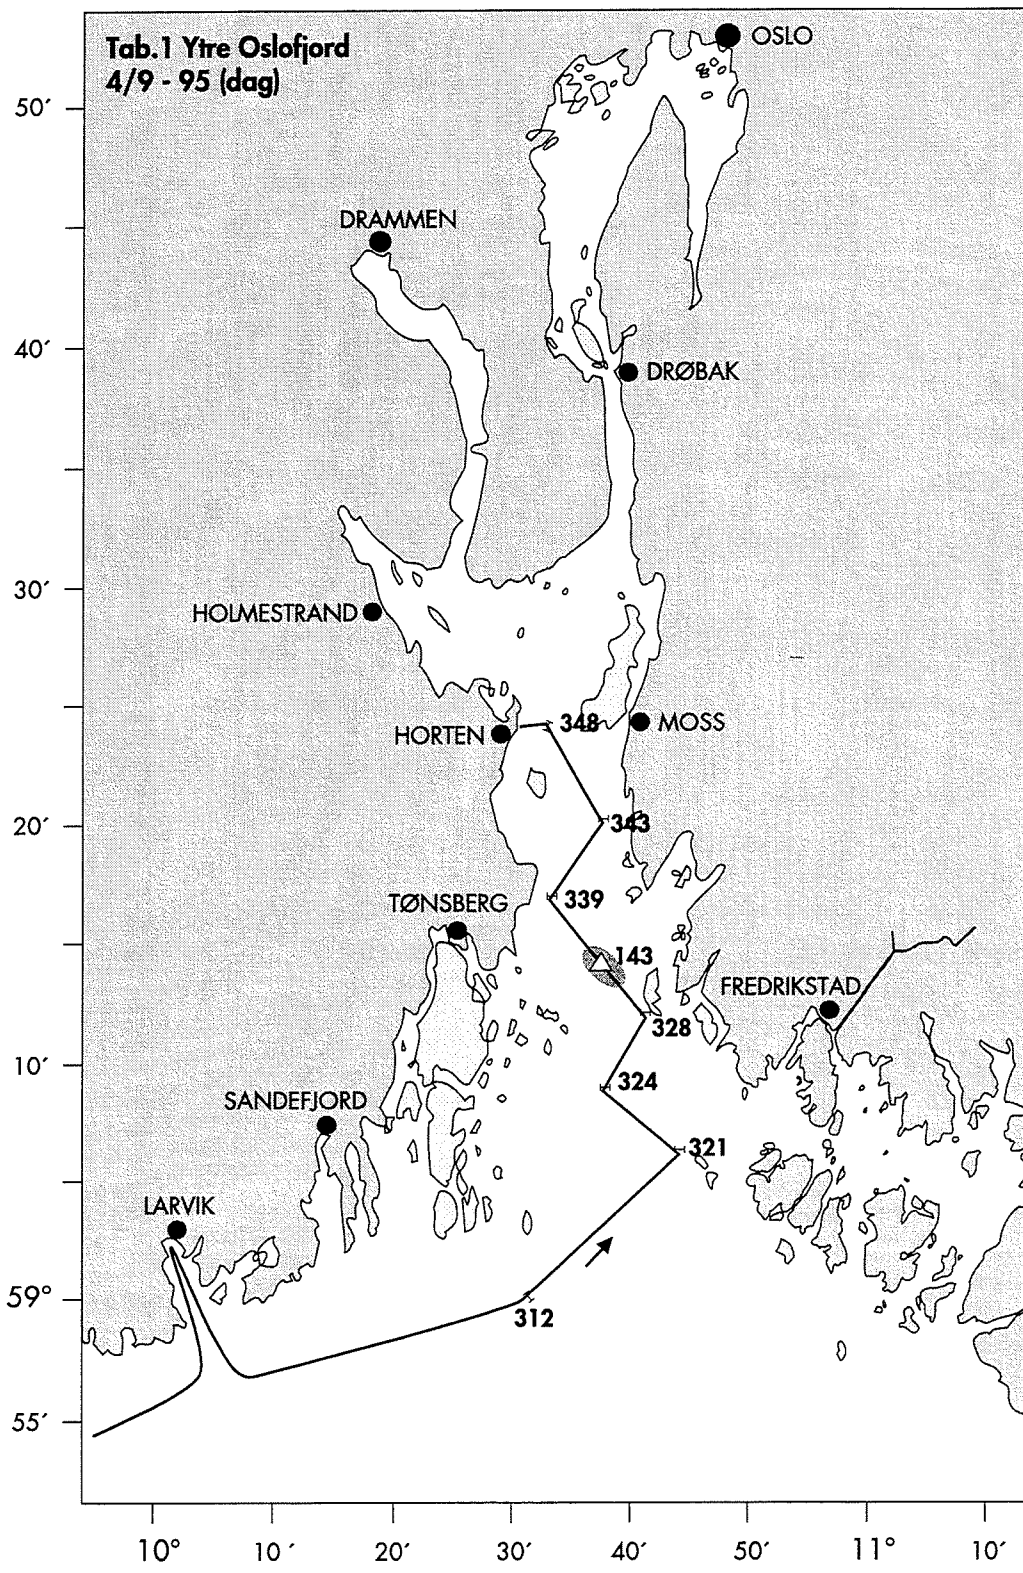 Tab.1 Ytre Oslofjord
4/9 - 95 (dag)
OSLO
50′
DRAMMEN
40′
DRØBAK
30′
HOLMESTRAND
348
MOSS
HORTEN
20′
343
339
TØNSBERG
143
FREDRIKSTAD
328
10′
324
SANDEFJORD
321
LARVIK
59°
312
55′
10° 10′ 20′ 30′ 40′ 50′ 11° 10′